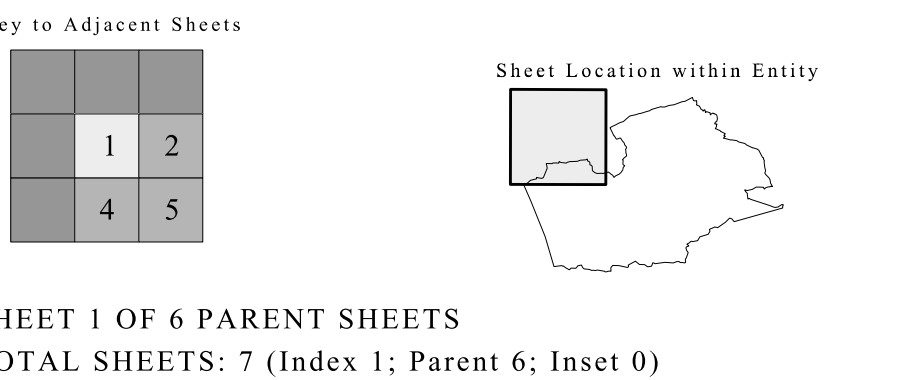 ey to Adjacent Sheets
Sheet Location within Entity
1 2
4 5
HEET 1 OF 6 PARENT SHEETS
OTAL SHEETS: 7 (Index 1; Parent 6; Inset 0)